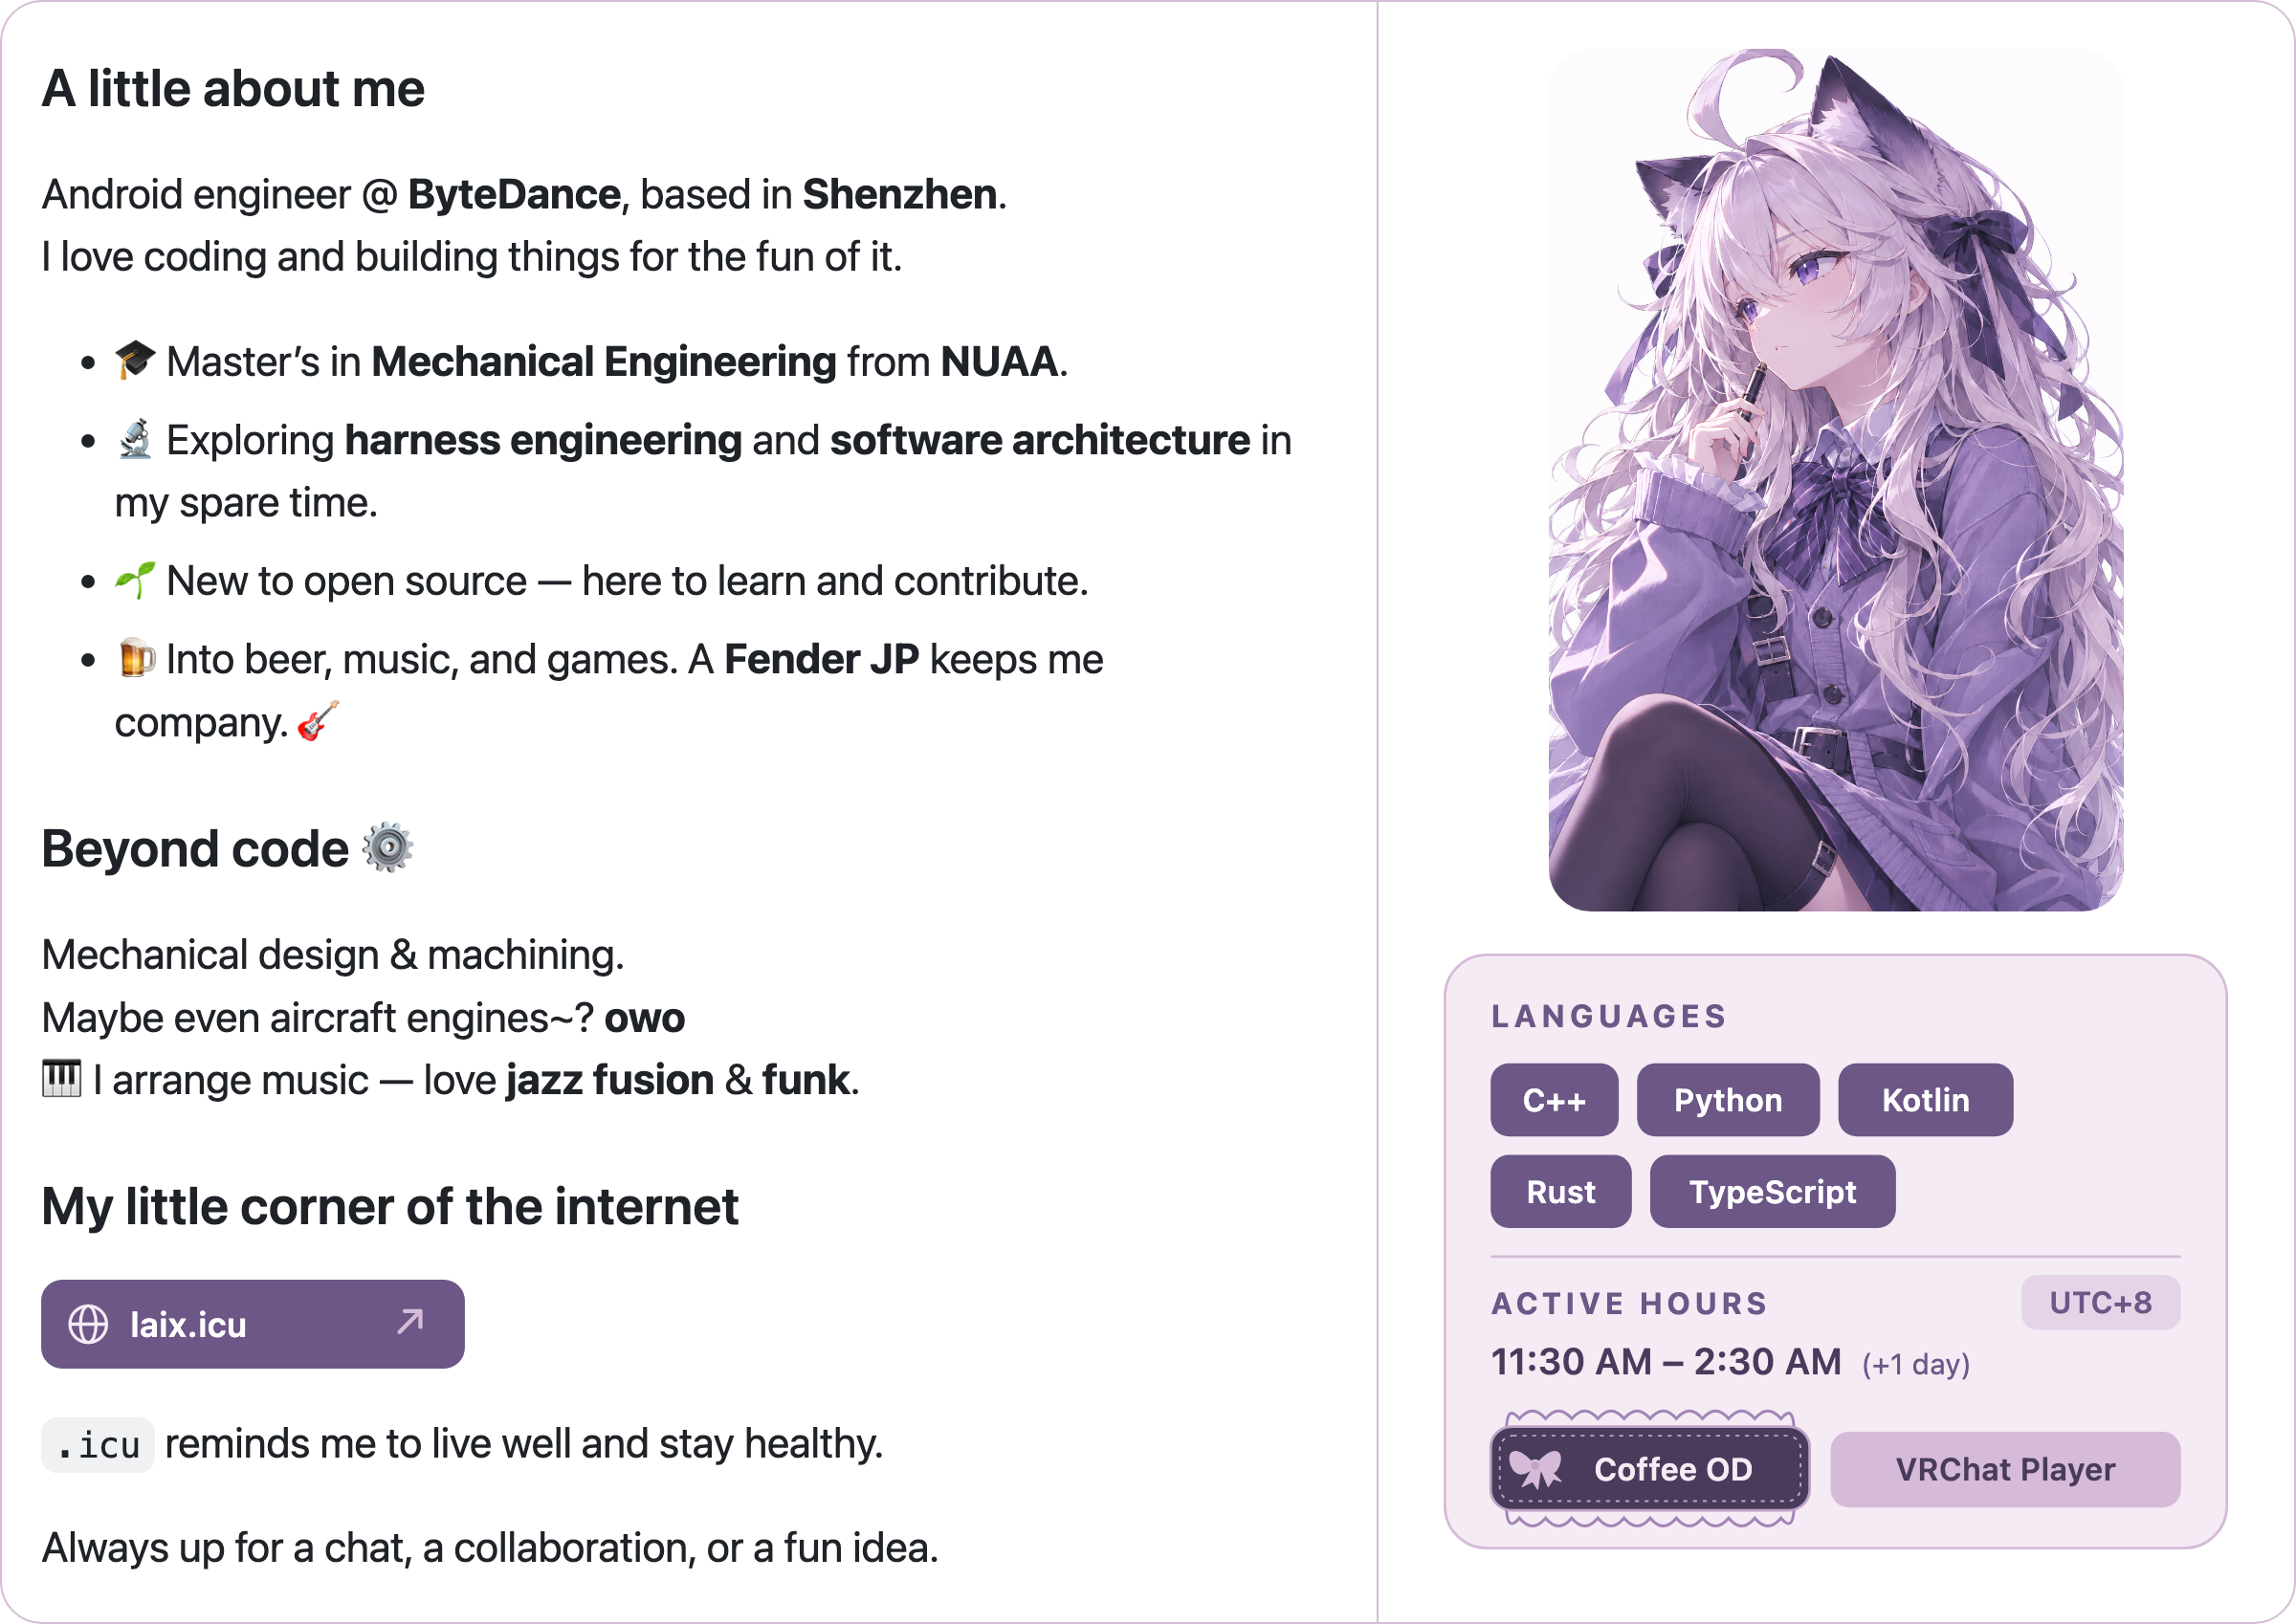 A little about me
Android engineer @ ByteDance, based in Shenzhen.
I love coding and building things for the fun of it.
• 🎓 Master’s in Mechanical Engineering from NUAA.
• 🔬 Exploring harness engineering and software architecture in
my spare time.
• 🌱 New to open source — here to learn and contribute.
• 🍺 Into beer, music, and games. A Fender JP keeps me
company. 🎸
Beyond code ⚙️
Mechanical design & machining.
Maybe even aircraft engines~? owo
🎹 I arrange music — love jazz fusion & funk.
My little corner of the internet
laix.icu
.icu reminds me to live well and stay healthy.
Always up for a chat, a collaboration, or a fun idea.
LANGUAGES
C++ Python Kotlin
Rust TypeScript
ACTIVE HOURS UTC+8
11:30 AM – 2:30 AM (+1 day)
Coffee OD VRChat Player